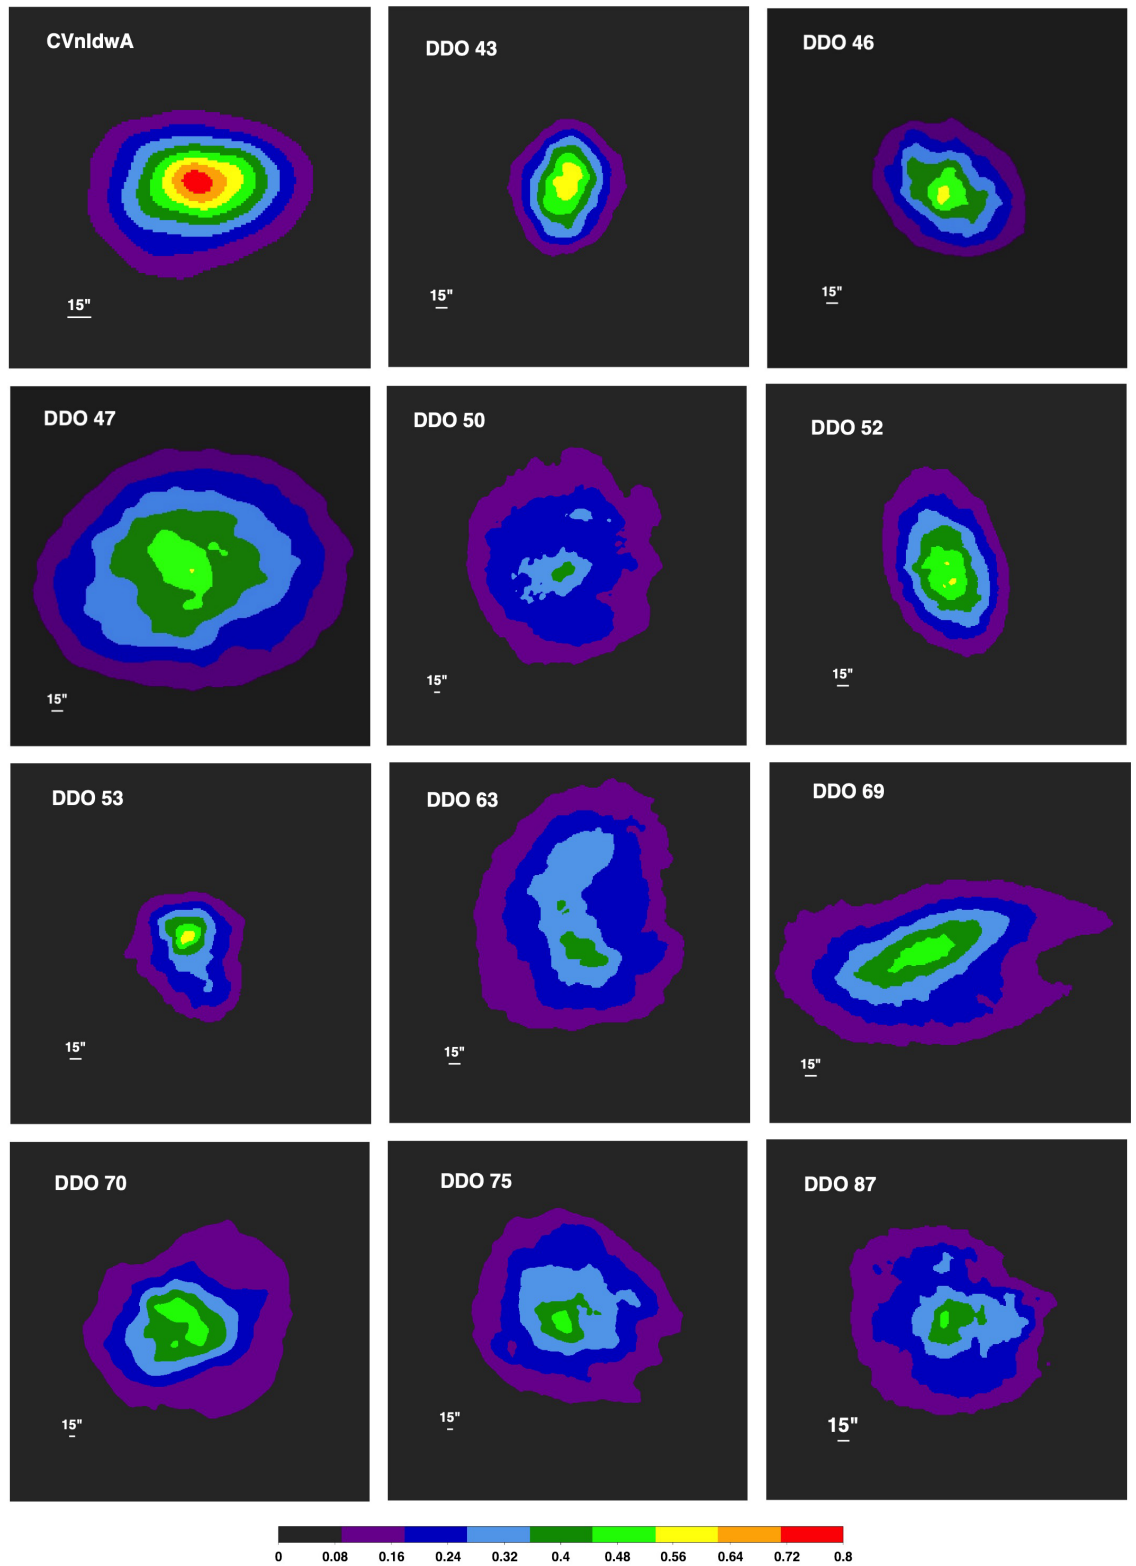 CVnIdwA
DDO 43
DDO 46
15"
15"
15"
DDO 47
DDO 50
DDO 52
15"
15"
15"
DDO 53
DDO 63
DDO 69
15"
15"
15"
DDO 70
DDO 75
DDO 87
15"
15"
15"
0 0.08 0.16 0.24 0.32 0.4 0.48 0.56 0.64 0.72 0.8